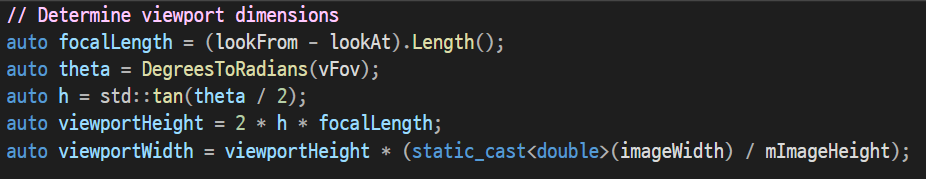 // Determine viewport dimensions
auto focalLength = (lookFrom - lookAt).Length();
auto theta = DegreesToRadians(vFov);
auto h = std::tan(theta / 2);
auto viewportHeight = 2 * h * focalLength;
auto viewportWidth = viewportHeight * (static_cast<double>(imageWidth) / mImageHeight);